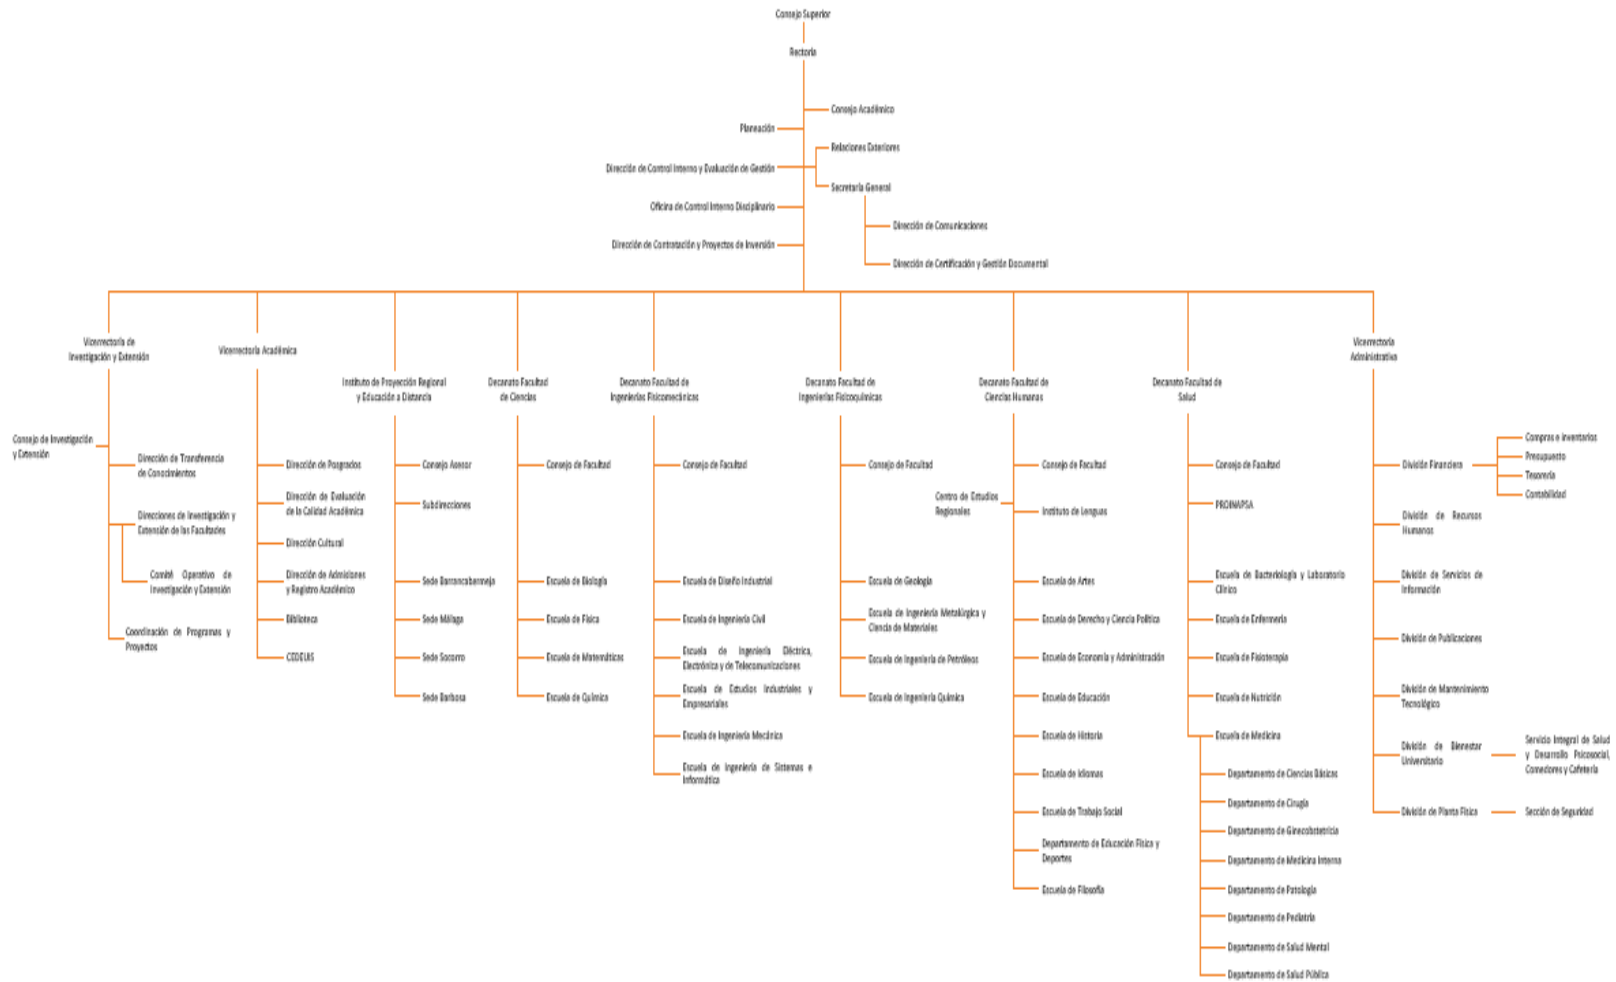 Consejo Superior
Rectoría
Consejo Académico
Planeación
Relaciones Exteriores
Dirección de Control Interno y Evaluación de Gestión
Secretaría General
Oficina de Control Interno Disciplinario
Dirección de Comunicaciones
Dirección de Contratación y Proyectos de Inversión
Dirección de Certificación y Gestión Documental
Vicerrectoría de
Investigación y Extensión
Consejo de Investigación
y Extensión
Dirección de Transferencia
de Conocimientos
Direcciones de Investigación y
Extensión de las Facultades
Comité Operativo de
Investigación y Extensión
Coordinación de Programas y
Proyectos
Vicerrectoría Académica
Dirección de Posgrados
Dirección de Evaluación
de la Calidad Académica
Dirección Cultural
Dirección de Admisiones
y Registro Académico
Biblioteca
CEDEUIS
Instituto de Proyección Regional
y Educación a Distancia
Consejo Asesor
Subdirecciones
Sede Barrancabermeja
Sede Málaga
Sede Socorro
Sede Barbosa
Decanato Facultad
de Ciencias
Consejo de Facultad
Escuela de Biología
Escuela de Física
Escuela de Matemáticas
Escuela de Química
Decanato Facultad de
Ingenierías Fisicomecánicas
Consejo de Facultad
Escuela de Diseño Industrial
Escuela de Ingeniería Civil
Escuela de Ingeniería Eléctrica,
Electrónica y de Telecomunicaciones
Escuela de Estudios Industriales y
Empresariales
Escuela de Ingeniería Mecánica
Escuela de Ingeniería de Sistemas e
Informática
Decanato Facultad de
Ingenierías Fisicoquímicas
Consejo de Facultad
Escuela de Geología
Escuela de Ingeniería Metalúrgica y
Ciencia de Materiales
Escuela de Ingeniería de Petróleos
Escuela de Ingeniería Química
Decanato Facultad de
Ciencias Humanas
Consejo de Facultad
Centro de Estudios
Regionales
Instituto de Lenguas
Escuela de Artes
Escuela de Derecho y Ciencia Política
Escuela de Economía y Administración
Escuela de Educación
Escuela de Historia
Escuela de Idiomas
Escuela de Trabajo Social
Departamento de Educación Física y
Deportes
Escuela de Filosofía
Decanato Facultad de
Salud
Consejo de Facultad
PROINAPSA
Escuela de Bacteriología y Laboratorio
Clínico
Escuela de Enfermería
Escuela de Fisioterapia
Escuela de Nutrición
Escuela de Medicina
Departamento de Ciencias Básicas
Departamento de Cirugía
Departamento de Ginecobstetricia
Departamento de Medicina Interna
Departamento de Patología
Departamento de Pediatría
Departamento de Salud Mental
Departamento de Salud Pública
Vicerrectoría
Administrativa
División Financiera
Compras e inventarios
Presupuesto
Tesorería
Contabilidad
División de Recursos
Humanos
División de Servicios de
Información
División de Publicaciones
División de Mantenimiento
Tecnológico
División de Bienestar
Universitario
Servicio Integral de Salud
y Desarrollo Psicosocial,
Comedores y Cafetería
División de Planta Física
Sección de Seguridad